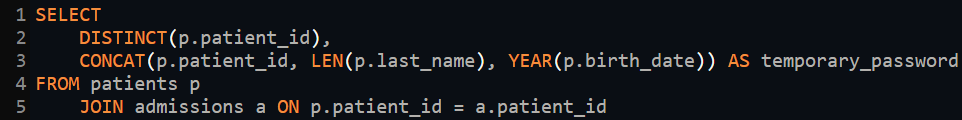 1 SELECT
2     DISTINCT(p.patient_id),
3     CONCAT(p.patient_id, LEN(p.last_name), YEAR(p.birth_date)) AS temporary_password
4 FROM patients p
5     JOIN admissions a ON p.patient_id = a.patient_id